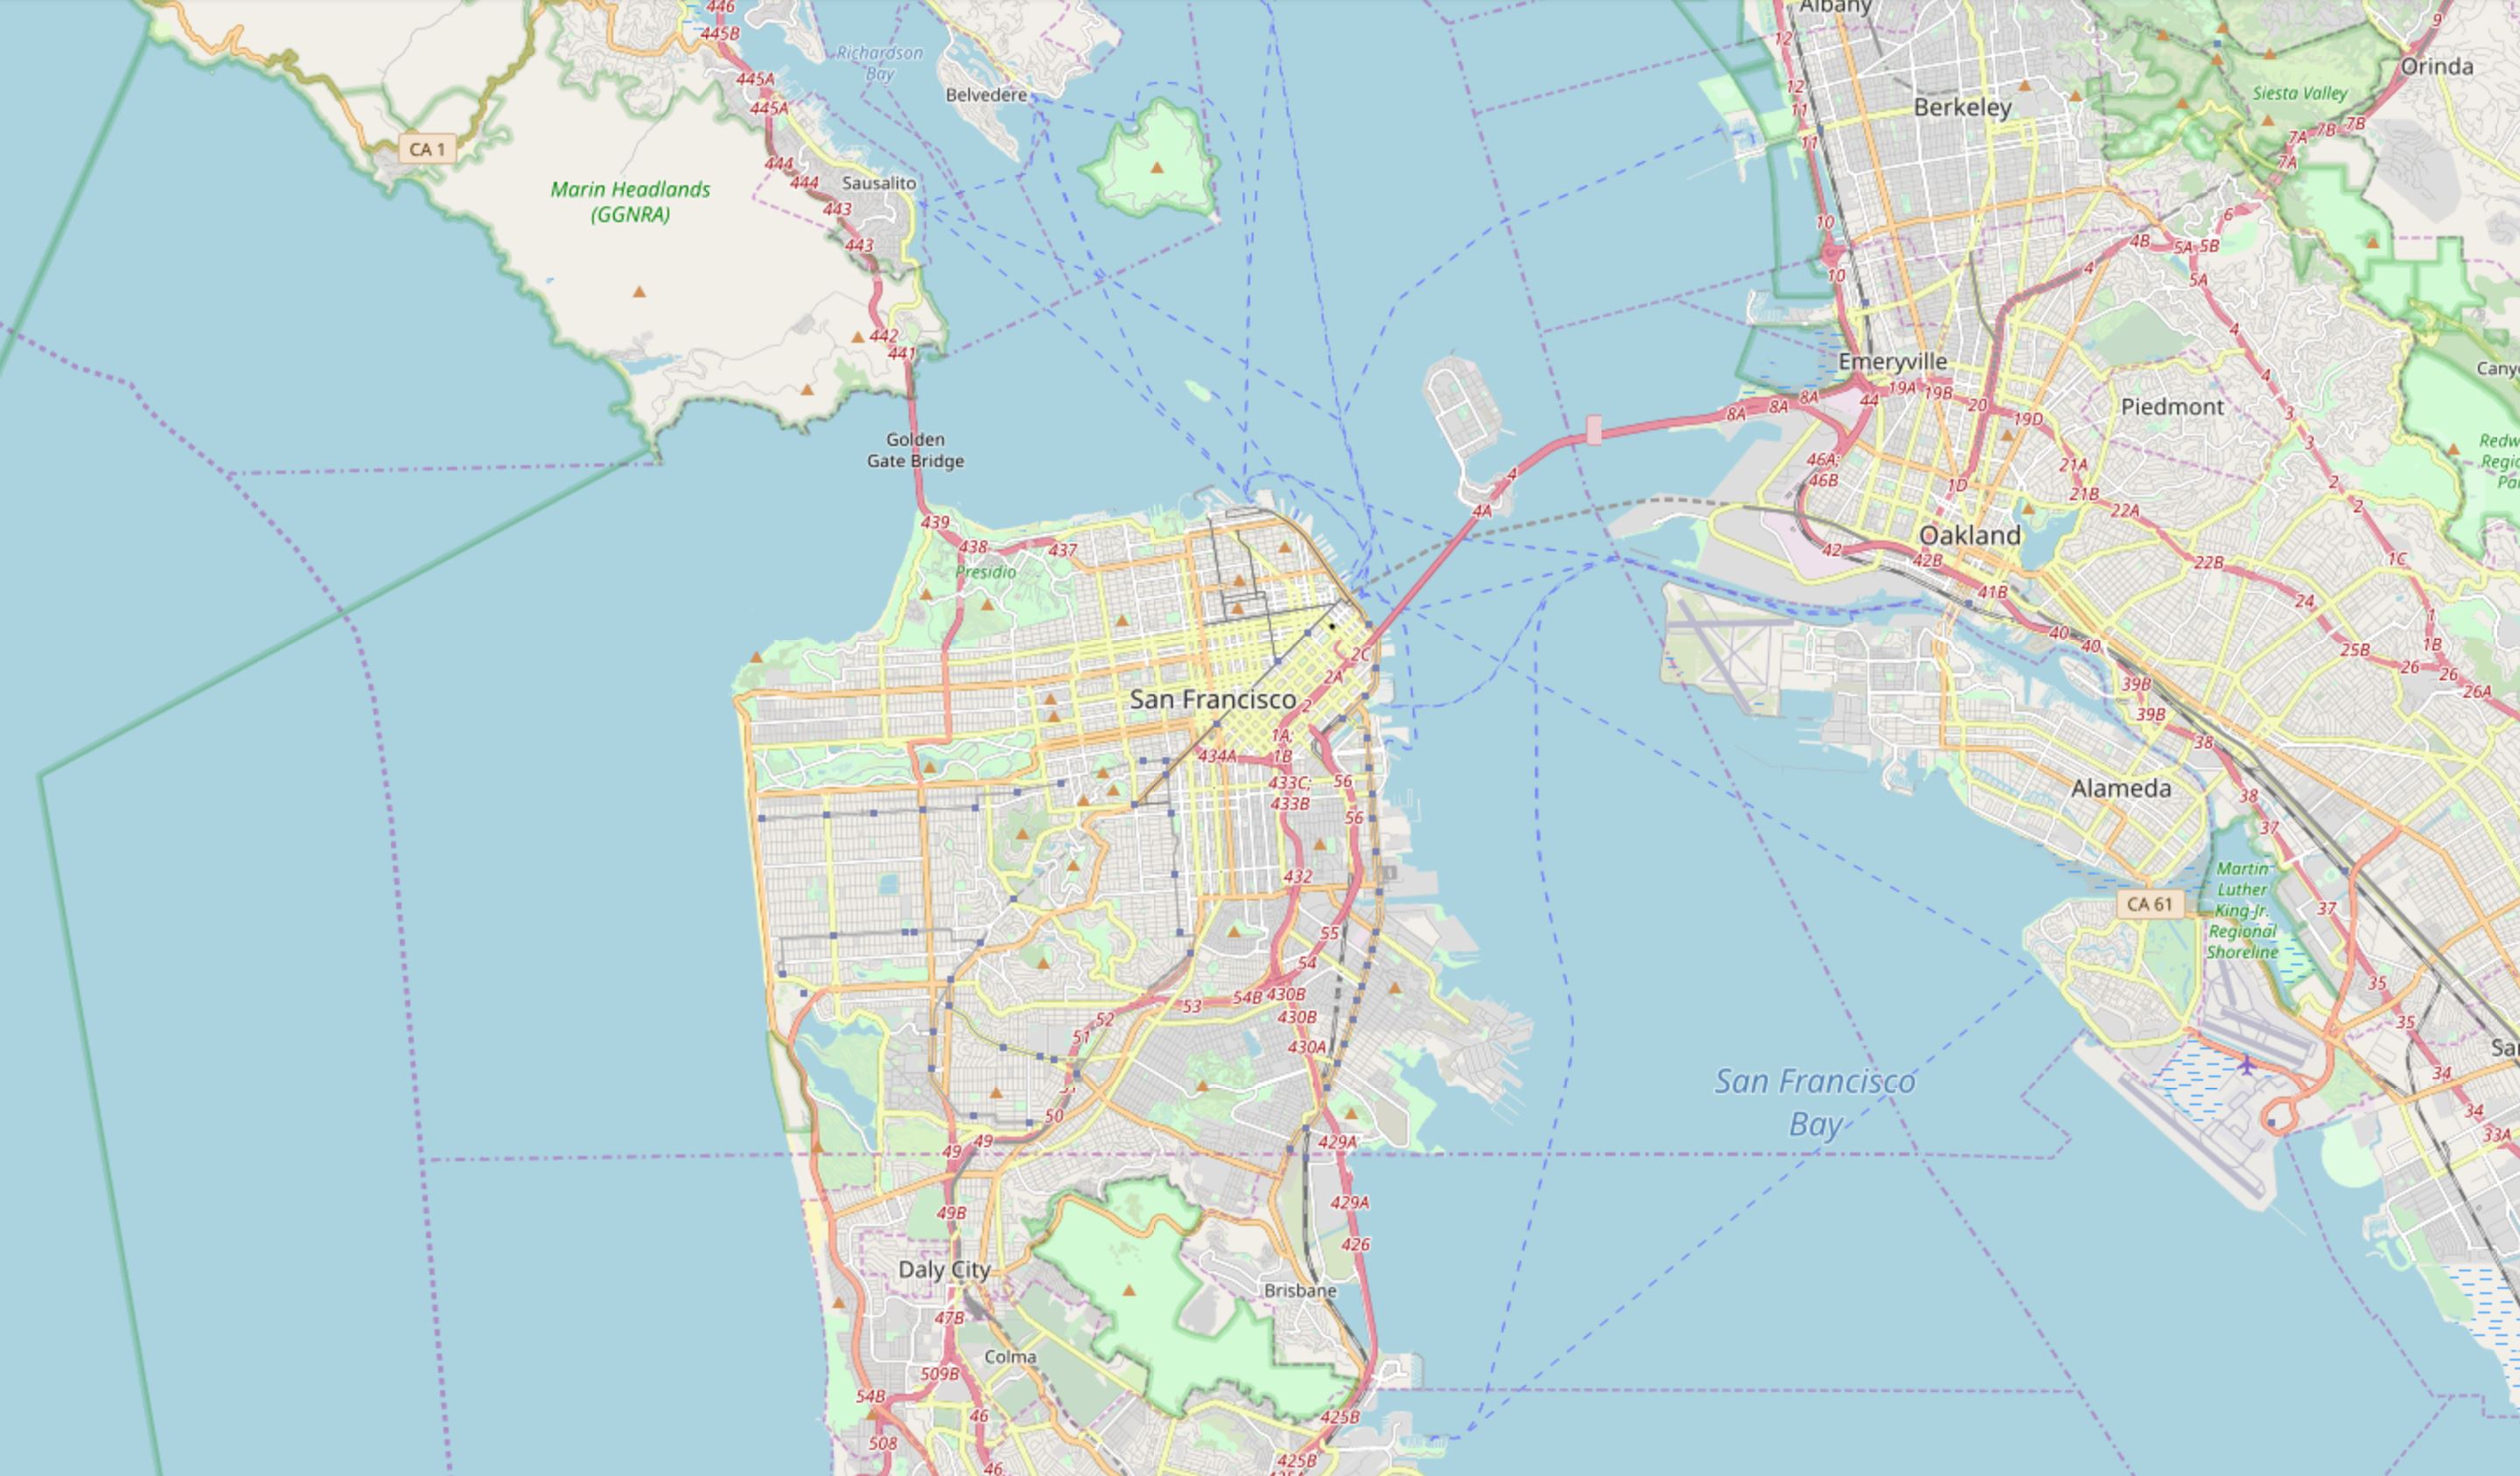 446
445B
Richardson
Bay
Albany
9
12
Orinda
445A
445A
Belvedere
12
11
Berkeley
Siesta Valley
CA 1
11
7A
7B
7B
7A
444
444
Sausalito
Marin Headlands
(GGNRA)
443
443
10
6
10
4B
5A
5B
4
5A
442
441
4
Emeryville
4
Golden
Gate Bridge
8A
8A
8A
44
19A
19B
20
19D
Piedmont
3
3
46A;
46B
4
4A
1D
21A
21B
2
2
22A
439
438
437
Presidio
Oakland
42
42B
22B
1C
41B
24
1
1B
40
40
25B
26
26
26A
2C
2A
San Francisco
2
39B
39B
1A;
1B
434A
38
433C;
433B
56
56
Alameda
38
37
432
CA 61
Martin
Luther
King-Jr.
Regional
Shoreline
37
55
54
54B
430B
53
430B
52
51
430A
35
35
34
50
San Francisco
Bay
34
33A
49
49
429A
49B
429A
426
Daly City
Brisbane
47B
Colma
509B
54B
46
425B
508
425B
46